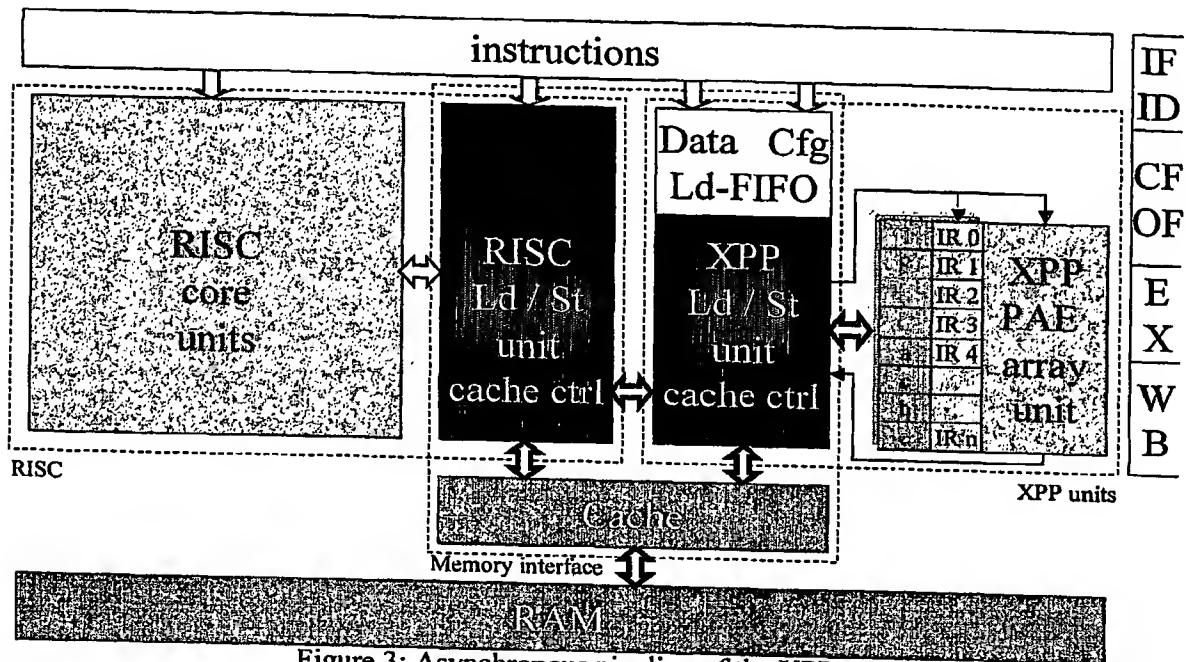 instructions
IF
ID
CF
OF
E
X
W
B
RISC
core
units
RISC
Ld / St
unit
cache ctrl
Data Cfg
Ld-FIFO
XPP
Ld / St
unit
cache ctrl
IR 0
IR 1
IR 2
IR 3
IR 4
IR n
XPP
PAE
array
unit
RISC
XPP units
Cache
Memory interface
RAM
Figure 3: Asynchronous pipeline of the XPP